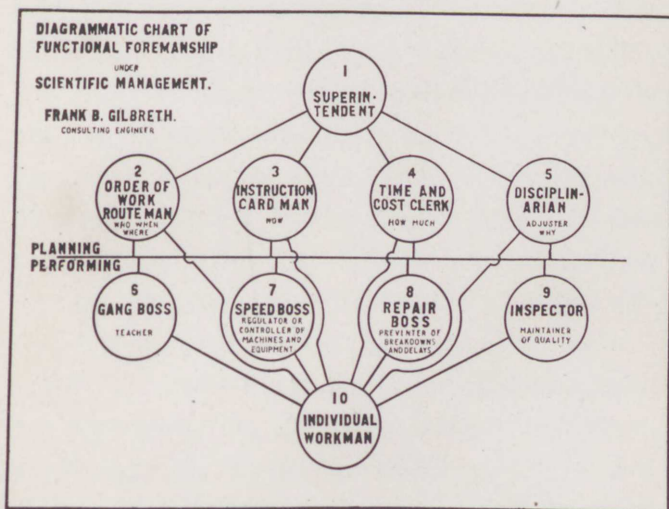 DIAGRAMMATIC CHART OF
FUNCTIONAL FOREMANSHIP
UNDER
SCIENTIFIC MANAGEMENT.
FRANK B. GILBRETH.
CONSULTING ENGINEER
1
SUPERIN-
TENDENT
2
ORDER OF
WORK
ROUTE MAN
WHO WHEN
WHERE
3
INSTRUCTION
CARD MAN
HOW
4
TIME AND
COST CLERK
HOW MUCH
5
DISCIPLIN-
ARIAN
ADJUSTER
WHY
PLANNING
PERFORMING
6
GANG BOSS
TEACHER
7
SPEED BOSS
REGULATOR OR
CONTROLLER OF
MACHINES AND
EQUIPMENT
8
REPAIR
BOSS
PREVENTER OF
BREAKDOWNS
AND DELAYS
9
INSPECTOR
MAINTAINER
OF QUALITY
10
INDIVIDUAL
WORKMAN